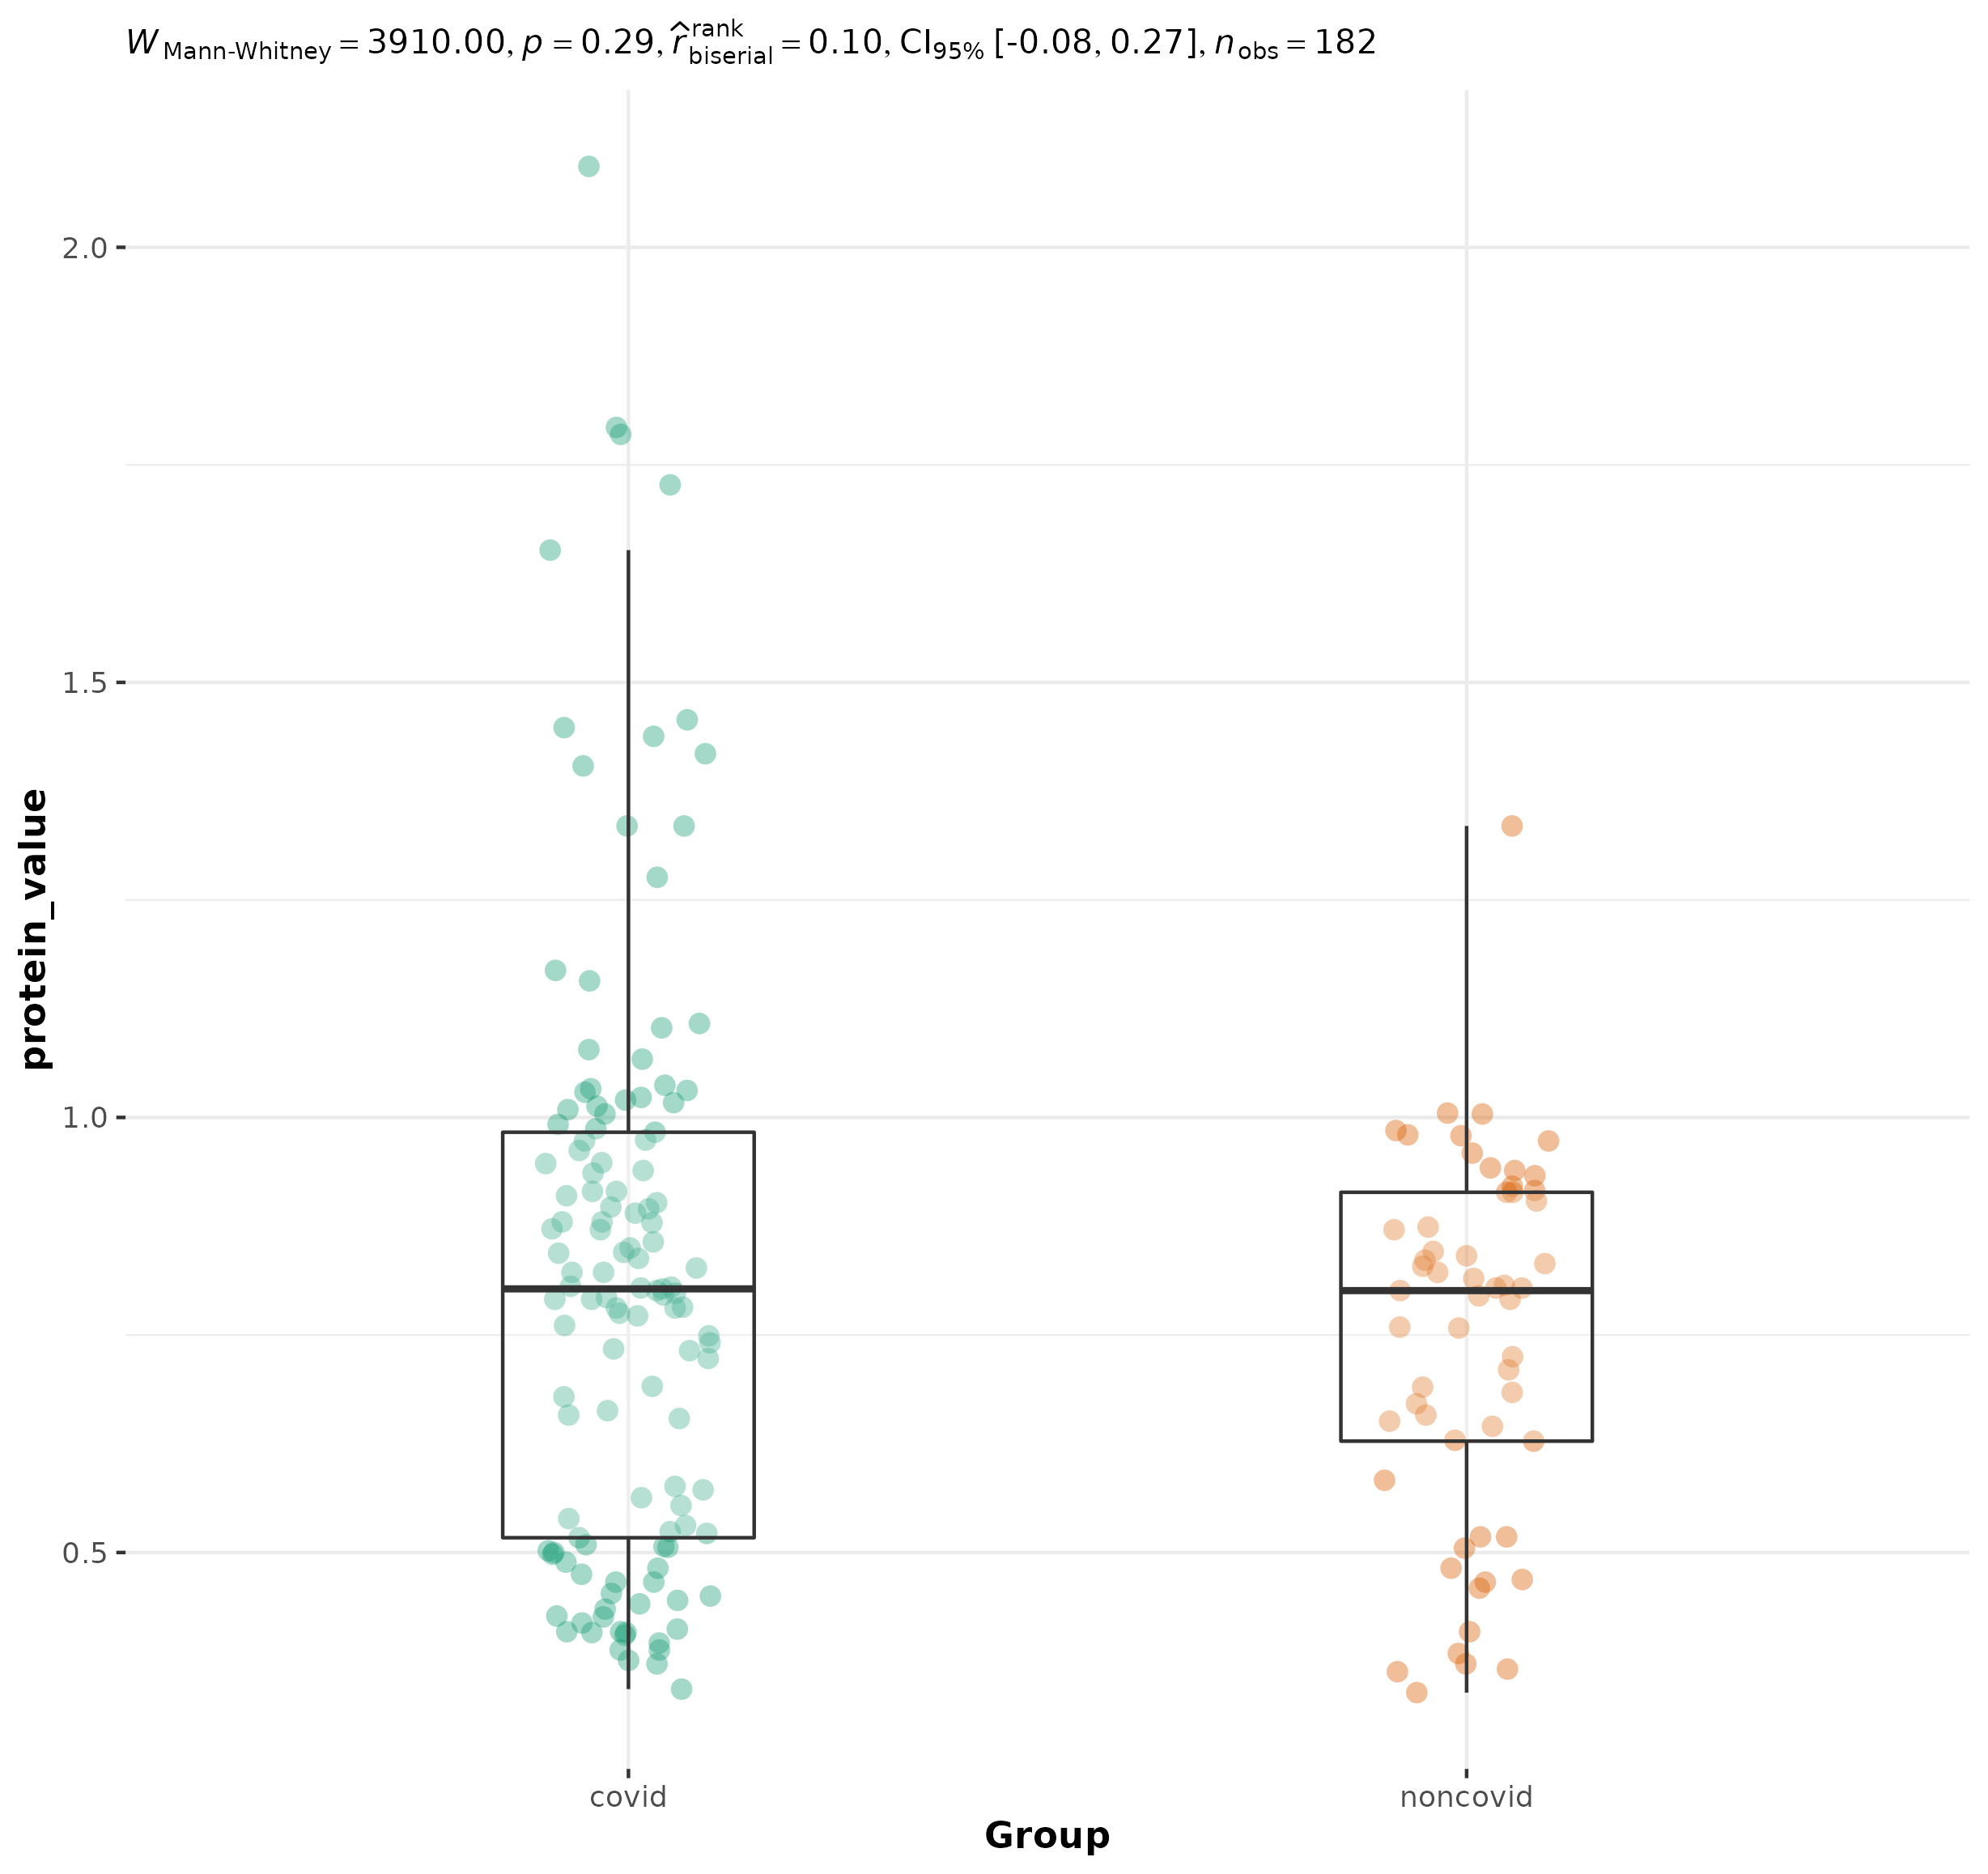 W Mann-Whitney = 3910.00, p = 0.29, r̂ rank biserial = 0.10, CI95% [-0.08, 0.27], n obs = 182
2.0
1.5
1.0
0.5
protein_value
covid noncovid
Group